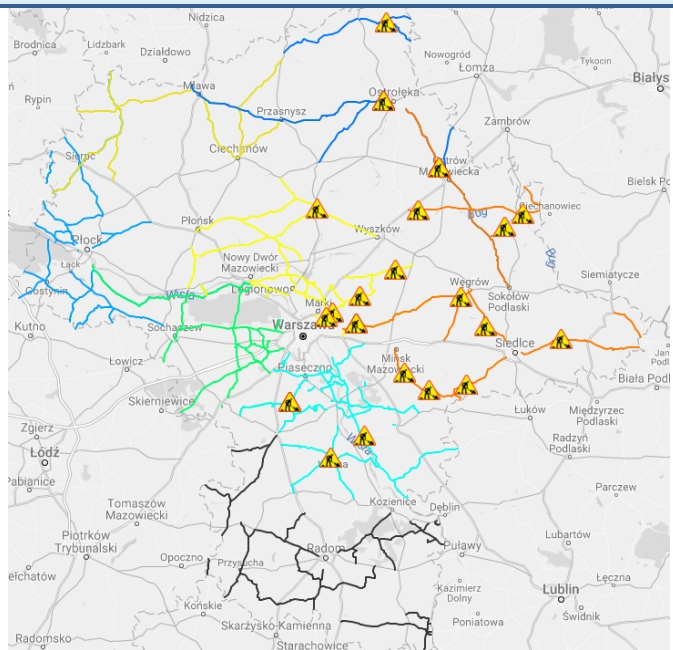 Nidzica
Brodnica
Lidzbark
Działdowo
Nowogród
Łomża
Tykocin
Białys
Rypin
Mława
Przasnysz
Ostrołęka
Zambrów
Sierpc
Ciechanów
Ostrów
Mazowiecka
Bielsk Po
Ciechanowiec
Bug
Płońsk
Wyszków
Płock
Łąck
Nowy Dwór
Mazowiecki
Legionowo
Bug
Siemiatycze
Gostynin
Wisła
Węgrów
Sokołów
Podlaski
Marki
Kutno
Sochaczew
Warszawa
Siedlce
Łowicz
Piaseczno
Mińsk
Mazowiecki
Biała Podl
Skierniewice
Łuków
Międzyrzec
Podlaski
Zgierz
Łódź
Radzyń
Podlaski
Pabianice
Parczew
Tomaszów
Mazowiecki
Kozienice
Dęblin
Piotrków
Trybunalski
Opoczno
Przysucha
Radom
Puławy
Lubartów
ełchatów
Końskie
Kazimierz
Dolny
Lublin
Łęczna
Świdnik
Poniatowa
Skarżysko-Kamienna
Starachowice
Radomsko